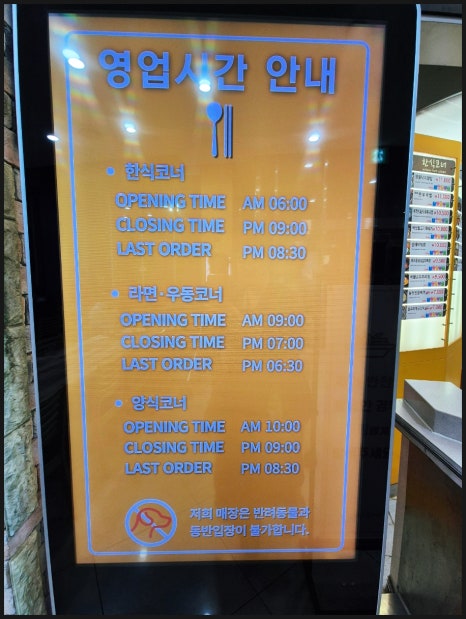 영업시간 안내
• 한식코너
OPENING TIME AM 06:00
CLOSING TIME PM 09:00
LAST ORDER PM 08:30
• 라면·우동코너
OPENING TIME AM 09:00
CLOSING TIME PM 07:00
LAST ORDER PM 06:30
• 양식코너
OPENING TIME AM 10:00
CLOSING TIME PM 09:00
LAST ORDER PM 08:30
저희 매장은 반려동물과
동반입장이 불가합니다.
한식코너